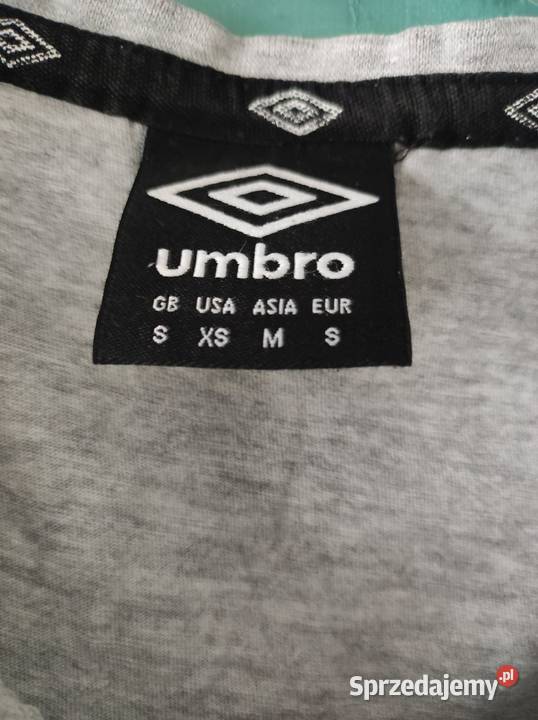 umbro
GB USA ASIA EUR
S XS M S
Sprzedajemy.pl